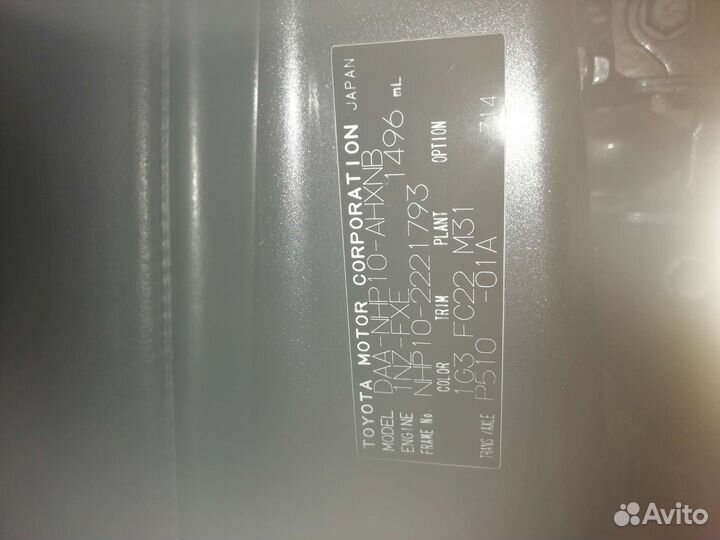 TOYOTA MOTOR CORPORATION JAPAN
MODEL DAA-NHP10-AHXNB
ENGINE 1NZ-FXE 1496 mL
FRAME No. NHP10-2221793
COLOR TRIM PLANT OPTION
1G3 FC22 M31 714
TRANS/AXLE P510 -01A
Avito